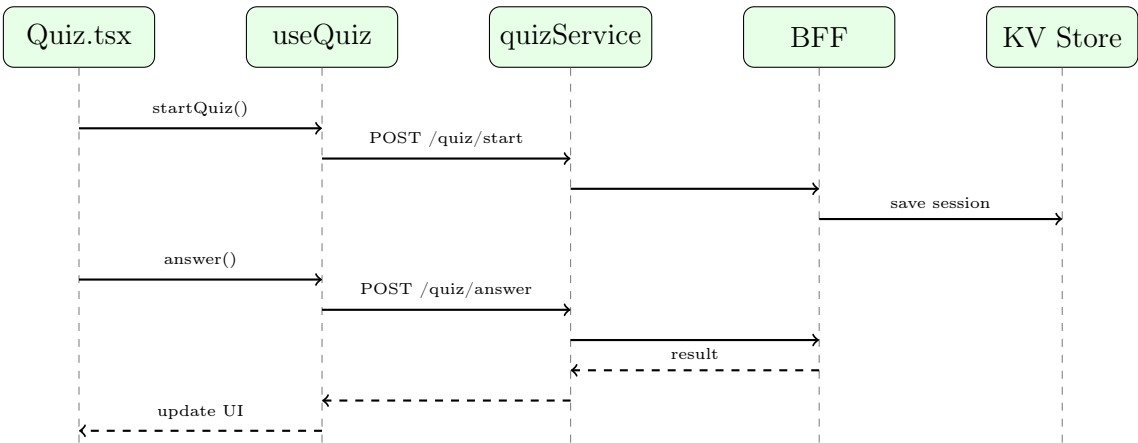 Quiz.tsx
useQuiz
quizService
BFF
KV Store
startQuiz()
POST /quiz/start
save session
answer()
POST /quiz/answer
result
update UI